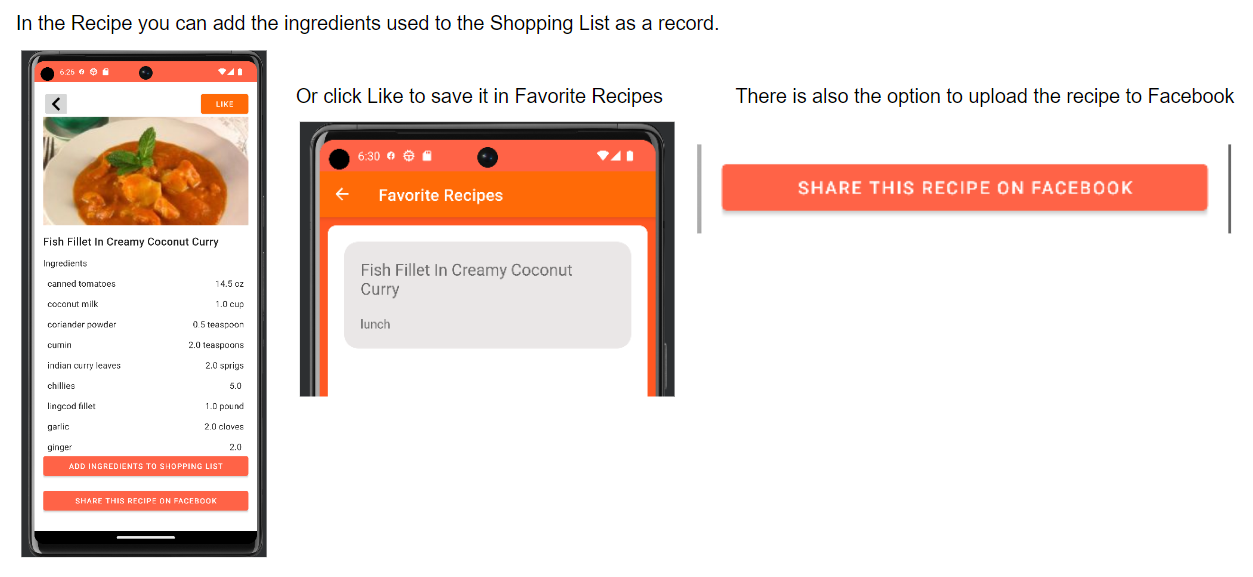 In the Recipe you can add the ingredients used to the Shopping List as a record.
6:25
LIKE
Fish Fillet In Creamy Coconut Curry
Ingredients
canned tomatoes 14.5 oz
coconut milk 1.0 cup
coriander powder 0.5 teaspoon
cumin 2.0 teaspoons
indian curry leaves 2.0 sprigs
chillies 5.0
lingcod fillet 1.0 pound
garlic 2.0 cloves
ginger 2.0
ADD INGREDIENTS TO SHOPPING LIST
SHARE THIS RECIPE ON FACEBOOK
Or click Like to save it in Favorite Recipes
6:30
Favorite Recipes
Fish Fillet In Creamy Coconut
Curry
lunch
There is also the option to upload the recipe to Facebook
SHARE THIS RECIPE ON FACEBOOK